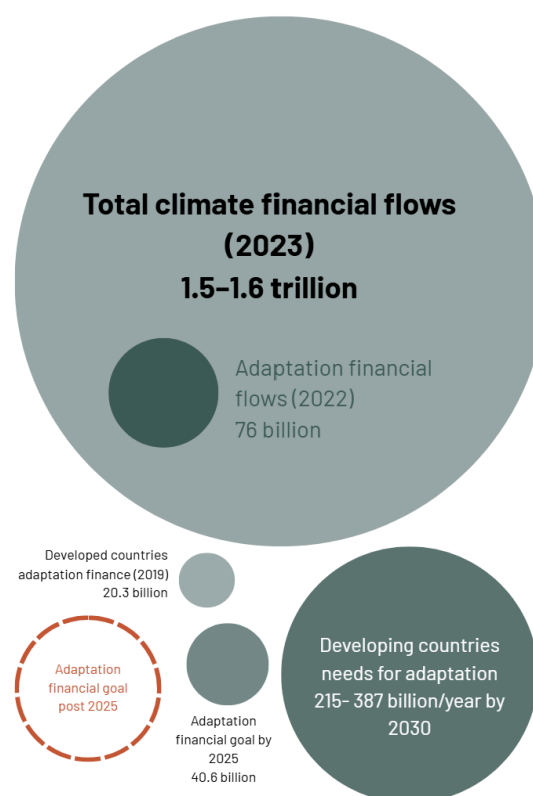 Total climate financial flows
(2023)
1.5–1.6 trillion
Adaptation financial
flows (2022)
76 billion
Developed countries
adaptation finance (2019)
20.3 billion
Adaptation
financial goal
post 2025
Adaptation
financial goal by
2025
40.6 billion
Developing countries
needs for adaptation
215- 387 billion/year by
2030